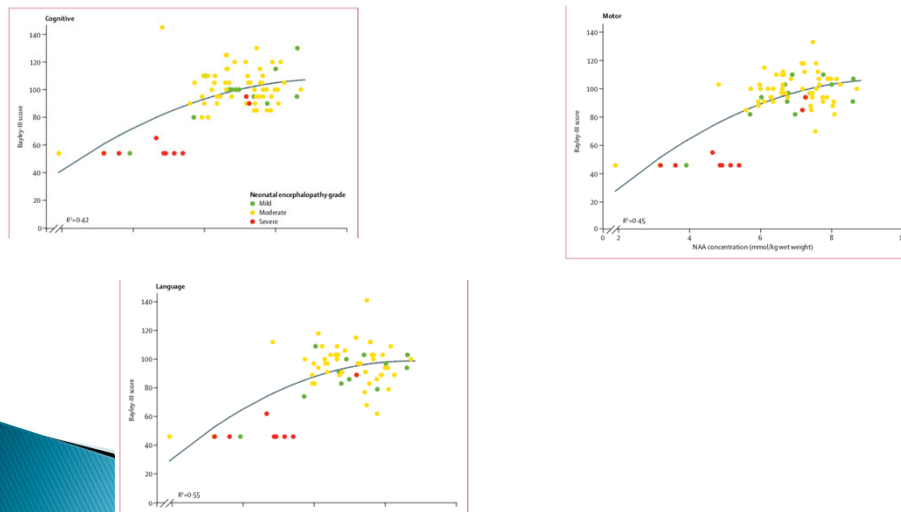 Cognitive
140
120
100
80
60
40
20
0
Bayley-III score
R²=0·42
Neonatal encephalopathy grade
Mild
Moderate
Severe
Motor
140
120
100
80
60
40
20
0
Bayley-III score
R²=0·45
0 2 4 6 8 1
NAA concentration (mmol/kg wet weight)
Language
140
120
100
80
60
40
20
0
Bayley-III score
R²=0·55